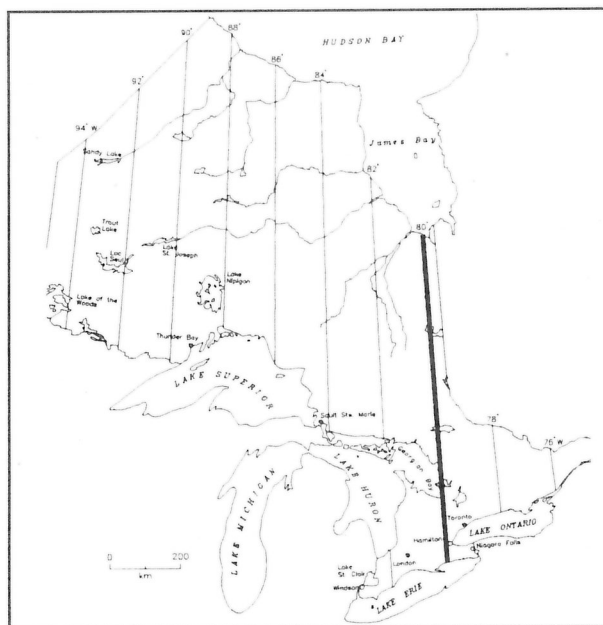 HUDSON BAY
90°
88°
86°
84°
92°
94° W
Sandy Lake
James Bay
82°
80°
Trout
Lake
Lac
Seul
Lake
St. Joseph
Lake
Nipigon
Lake of the
Woods
Thunder Bay
LAKE SUPERIOR
Sault Ste. Marie
78°
76° W
Georgian Bay
LAKE HURON
LAKE MICHIGAN
Toronto
LAKE ONTARIO
Hamilton
Niagara Falls
London
Lake
St. Clair
Windsor
LAKE ERIE
0 200
km